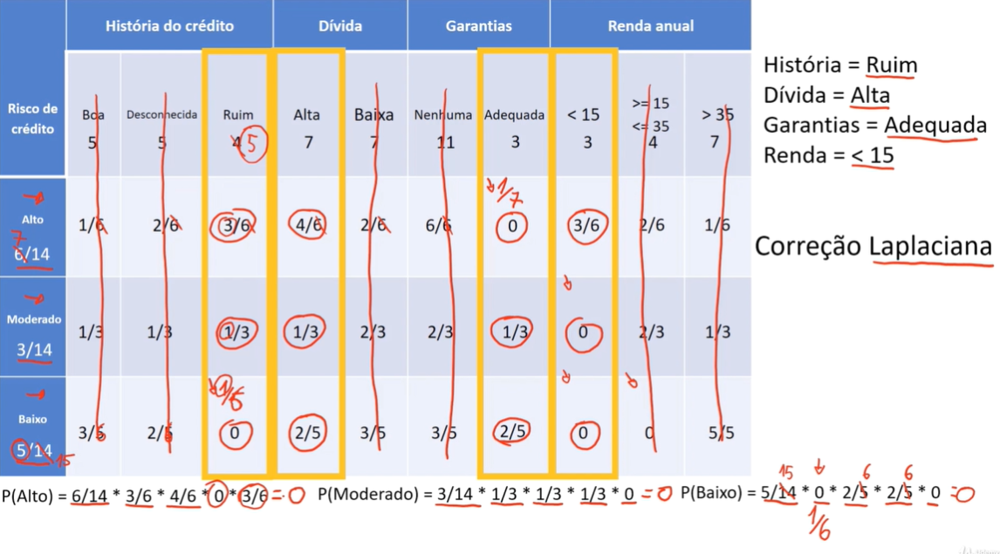 História do crédito Dívida Garantias Renda anual
Risco de crédito Boa 5 Desconhecida 5 Ruim 4 5 Alta 7 Baixa 7 Nenhuma 11 Adequada 3 < 15 3 >= 15 <= 35 4 > 35 7
1/7
Alto 7 6/14 1/6 2/6 3/6 4/6 2/6 6/6 0 3/6 2/6 1/6
Moderado 3/14 1/3 1/3 1/3 1/3 2/3 2/3 1/3 0 2/3 1/3
1/6
Baixo 5/14 15 3/5 6 2/5 6 0 2/5 3/5 3/5 2/5 0 0 5/5
História = Ruim
Dívida = Alta
Garantias = Adequada
Renda = < 15
Correção Laplaciana
15 6 6
P(Alto) = 6/14 * 3/6 * 4/6 * 0 * 3/6 = 0 P(Moderado) = 3/14 * 1/3 * 1/3 * 1/3 * 0 = 0 P(Baixo) = 5/14 * 0 * 2/5 * 2/5 * 0 = 0
1/6